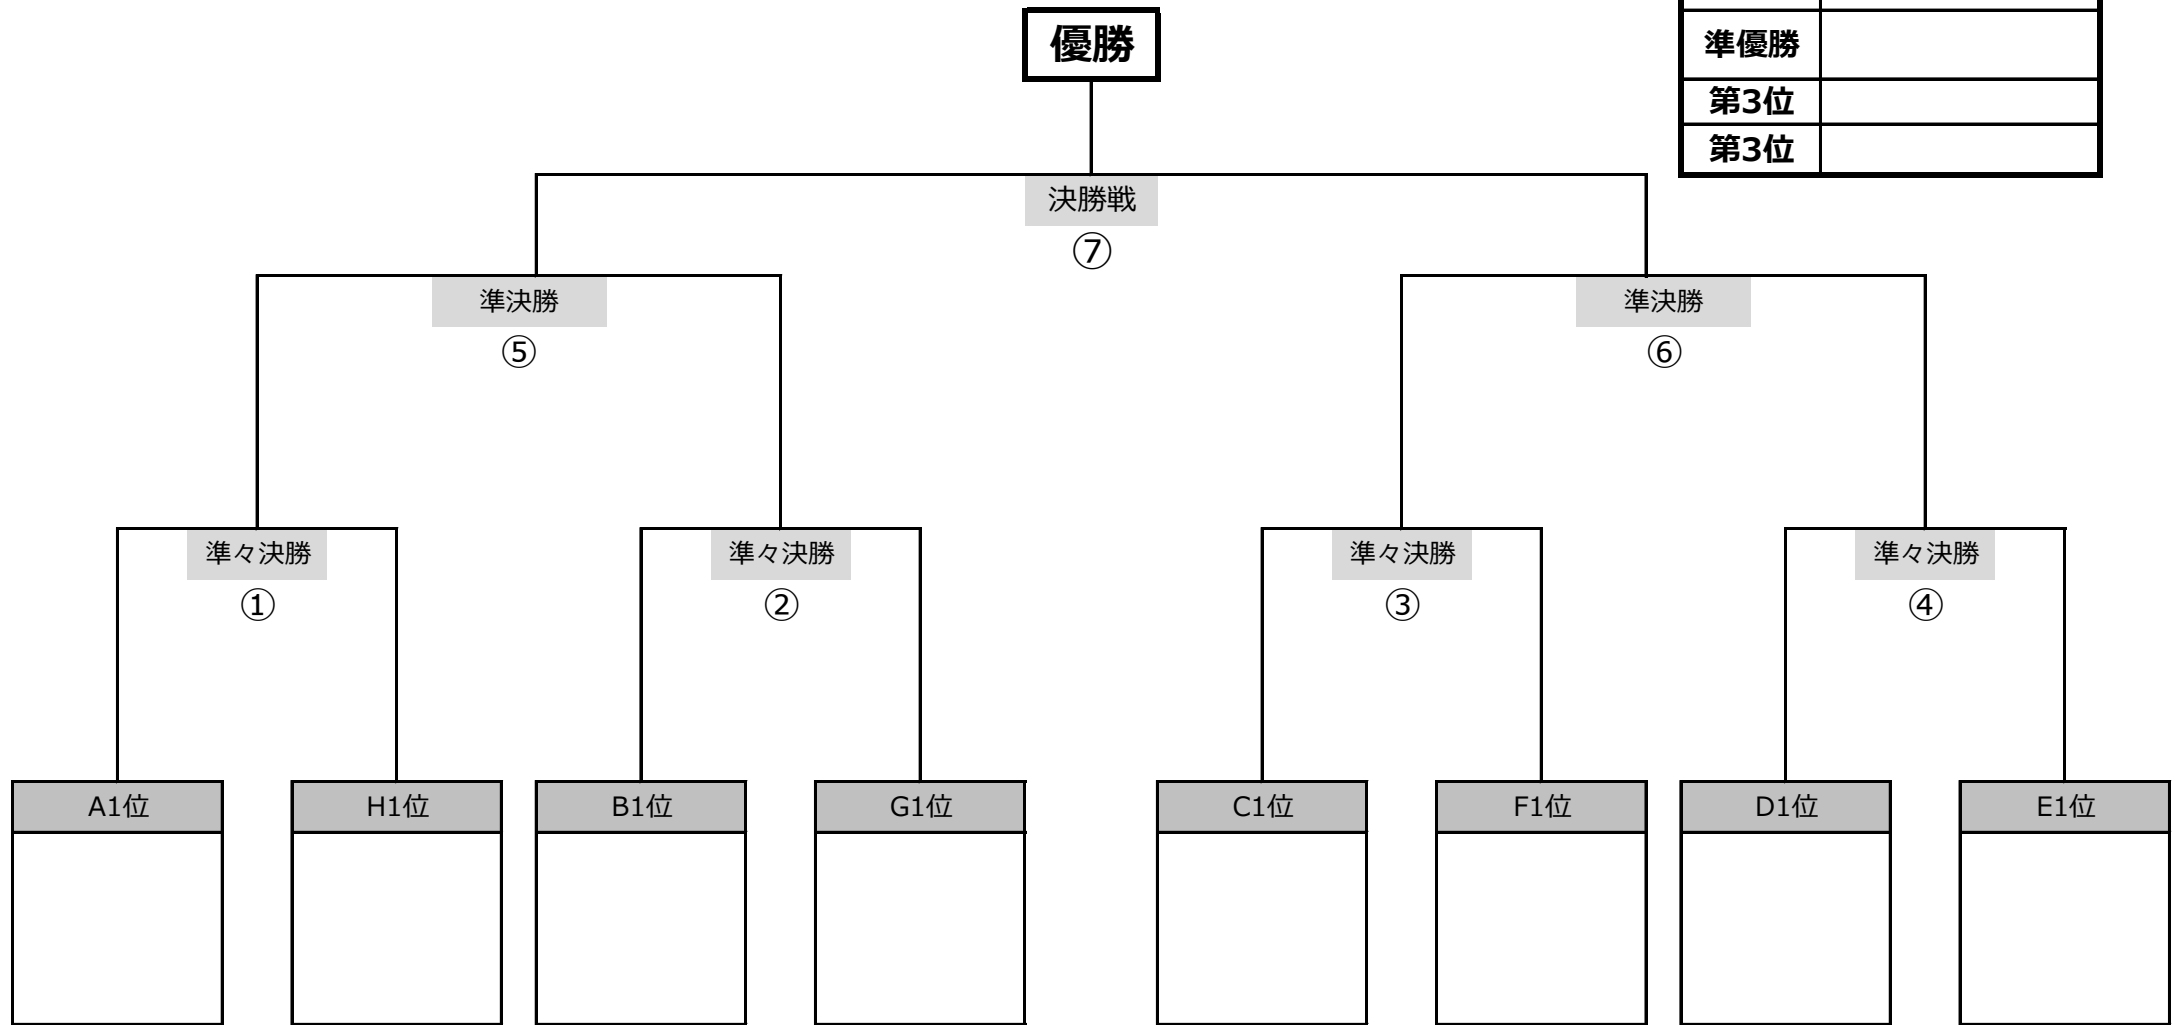 優勝
準優勝
第3位
第3位
決勝戦
⑦
準決勝
準決勝
⑤
⑥
準々決勝
準々決勝
準々決勝
準々決勝
①
②
③
④
A1位
H1位
B1位
G1位
C1位
F1位
D1位
E1位